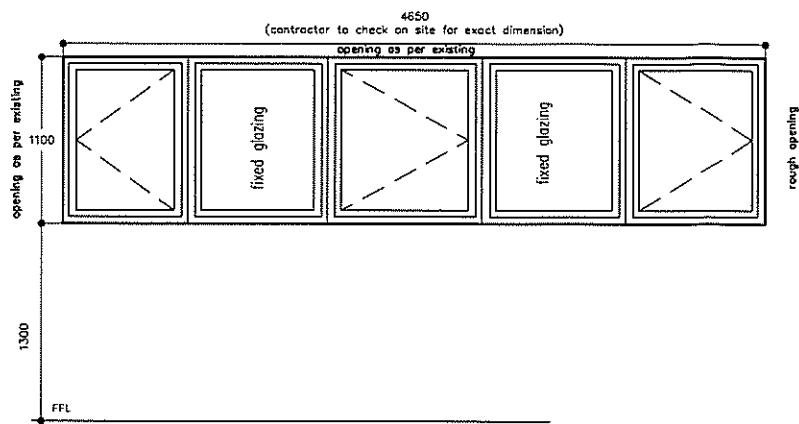 4650
(contractor to check on site for exact dimension)
opening as per existing
opening as per existing
1100
fixed glazing
fixed glazing
rough opening
1300
FFL